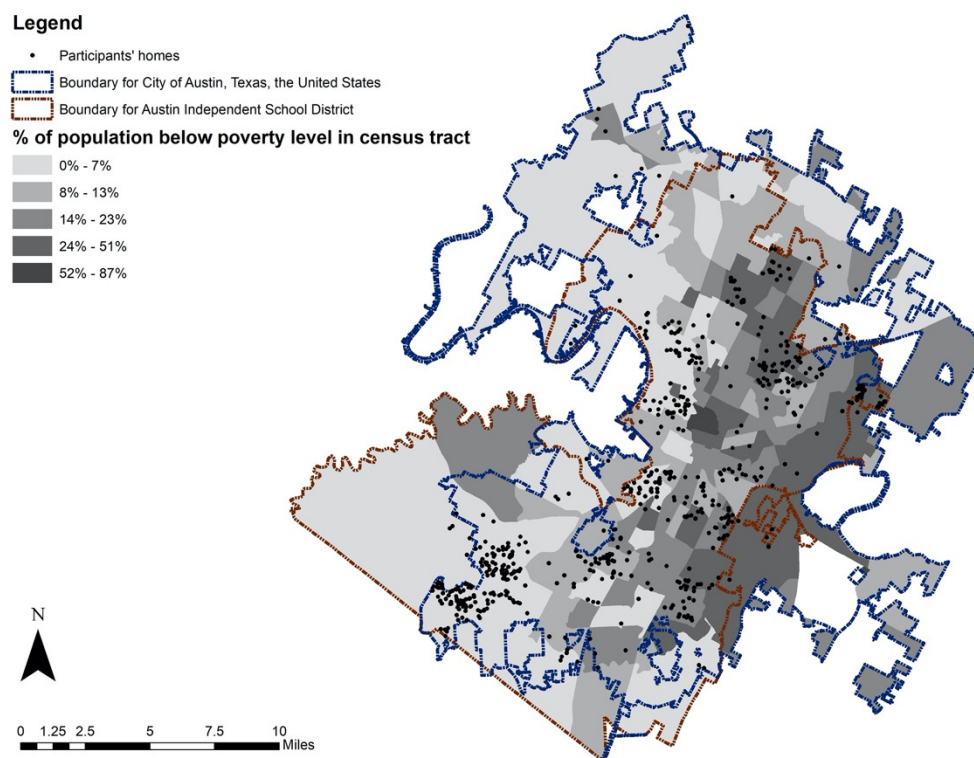 Legend
Participants' homes
Boundary for City of Austin, Texas, the United States
Boundary for Austin Independent School District
% of population below poverty level in census tract
0% - 7%
8% - 13%
14% - 23%
24% - 51%
52% - 87%
N
0 1.25 2.5 5 7.5 10
Miles